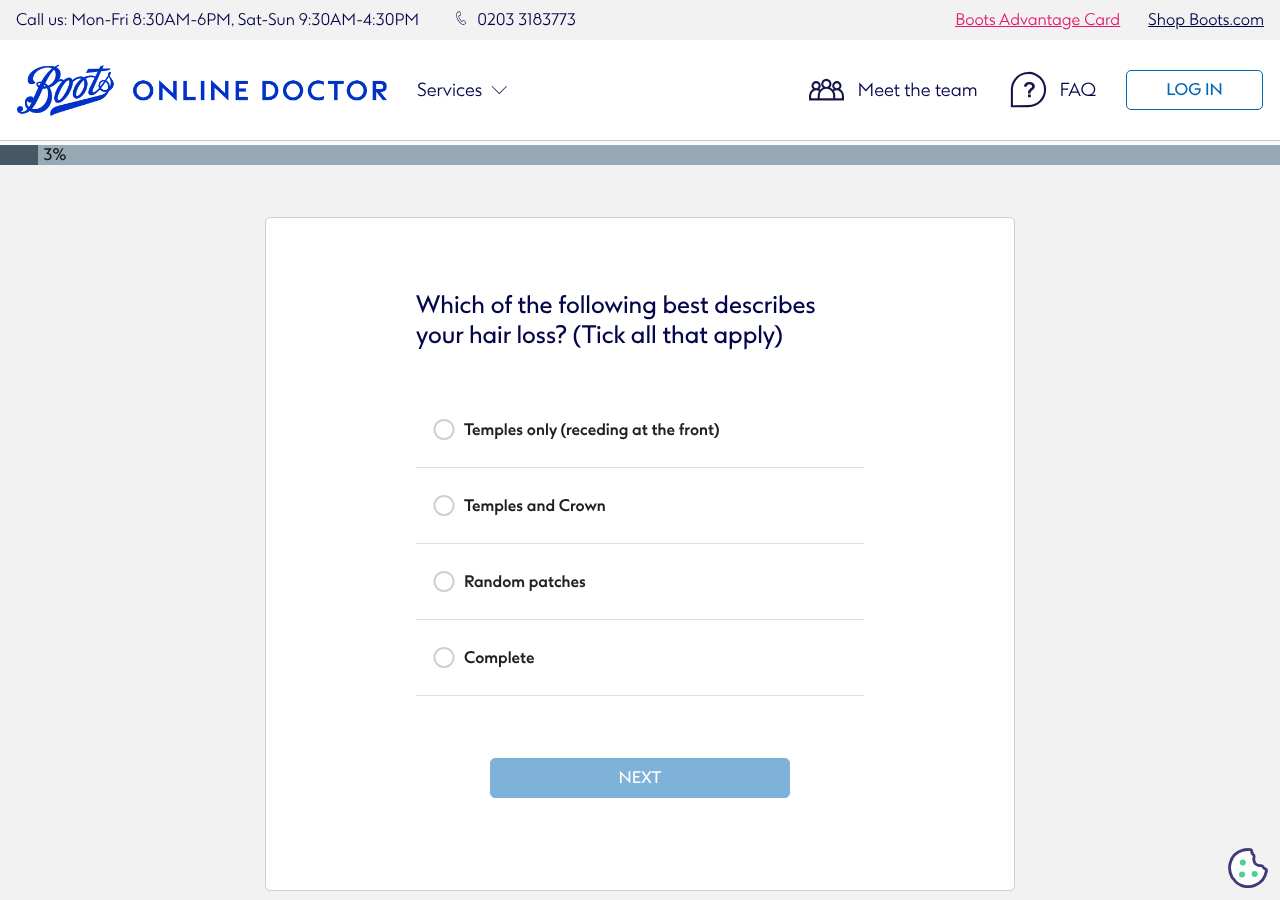 Call us: Mon-Fri 8:30AM-6PM, Sat-Sun 9:30AM-4:30PM 0203 3183773 Boots Advantage Card Shop Boots.com
Boots ONLINE DOCTOR Services Meet the team ? FAQ LOG IN
3%
Which of the following best describes
your hair loss? (Tick all that apply)
Temples only (receding at the front)
Temples and Crown
Random patches
Complete
NEXT